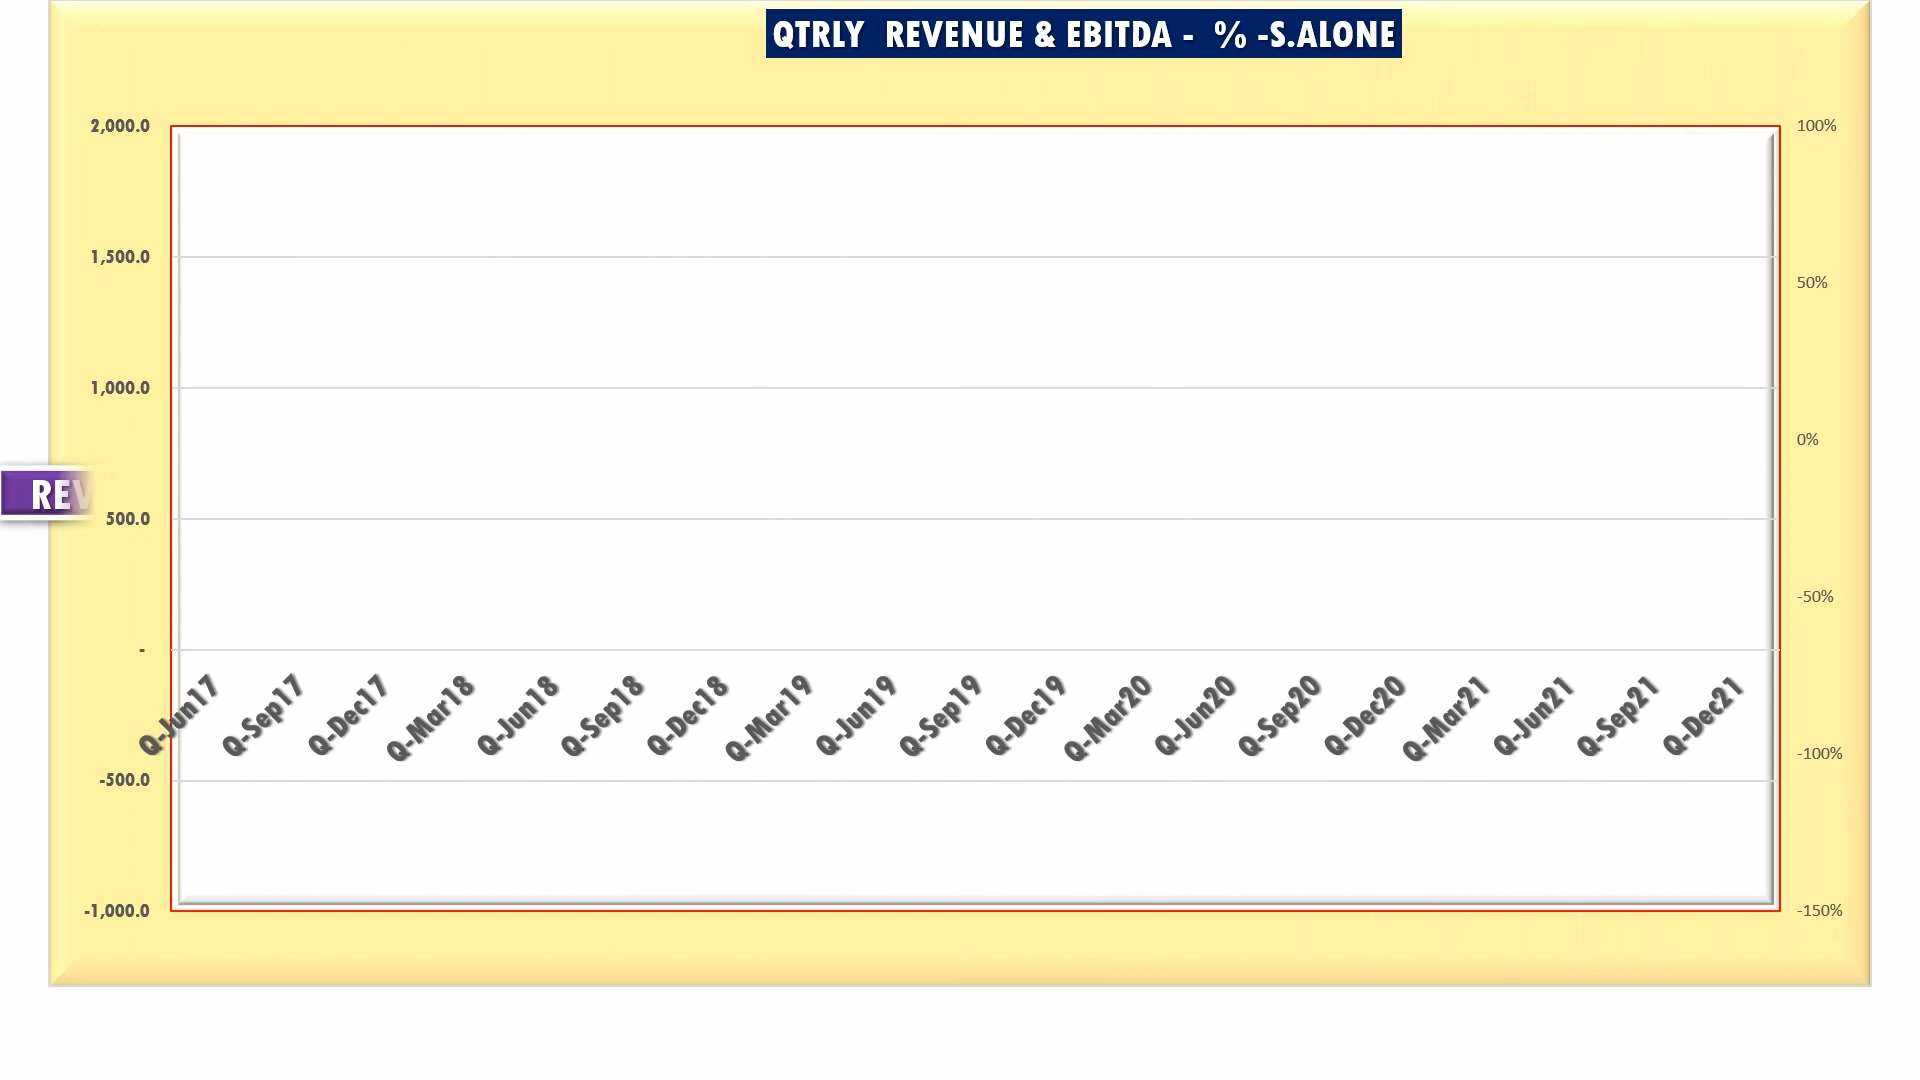 QTRLY  REVENUE & EBITDA -  % -S.ALONE
2,000.0
1,500.0
1,000.0
500.0
-
-500.0
-1,000.0
100%
50%
0%
-50%
-100%
-150%
REV
Q-Jun17
Q-Sep17
Q-Dec17
Q-Mar18
Q-Jun18
Q-Sep18
Q-Dec18
Q-Mar19
Q-Jun19
Q-Sep19
Q-Dec19
Q-Mar20
Q-Jun20
Q-Sep20
Q-Dec20
Q-Mar21
Q-Jun21
Q-Sep21
Q-Dec21